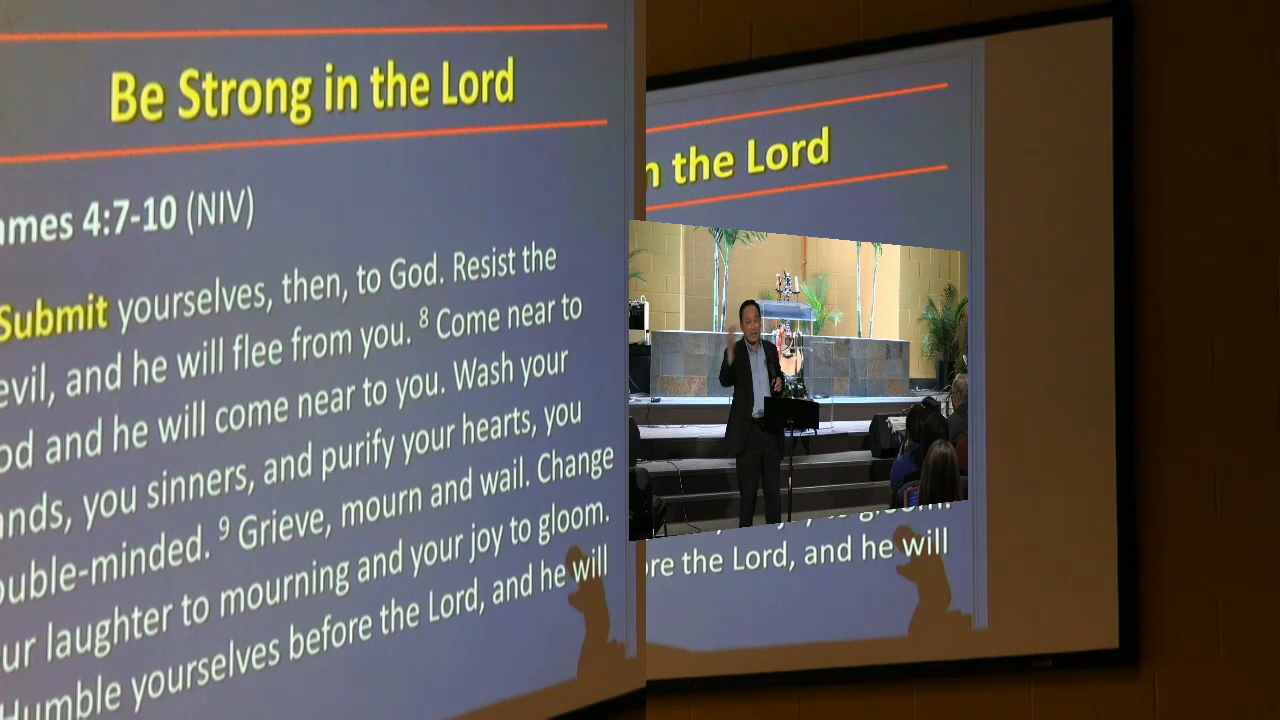 Be Strong in the Lord
ames 4:7-10 (NIV)
Submit yourselves, then, to God. Resist the
evil, and he will flee from you. 8 Come near to
od and he will come near to you. Wash your
ands, you sinners, and purify your hearts, you
ouble-minded. 9 Grieve, mourn and wail. Change
ur laughter to mourning and your joy to gloom.
Humble yourselves before the Lord, and he will
n the Lord
joy to gloom.
ore the Lord, and he will